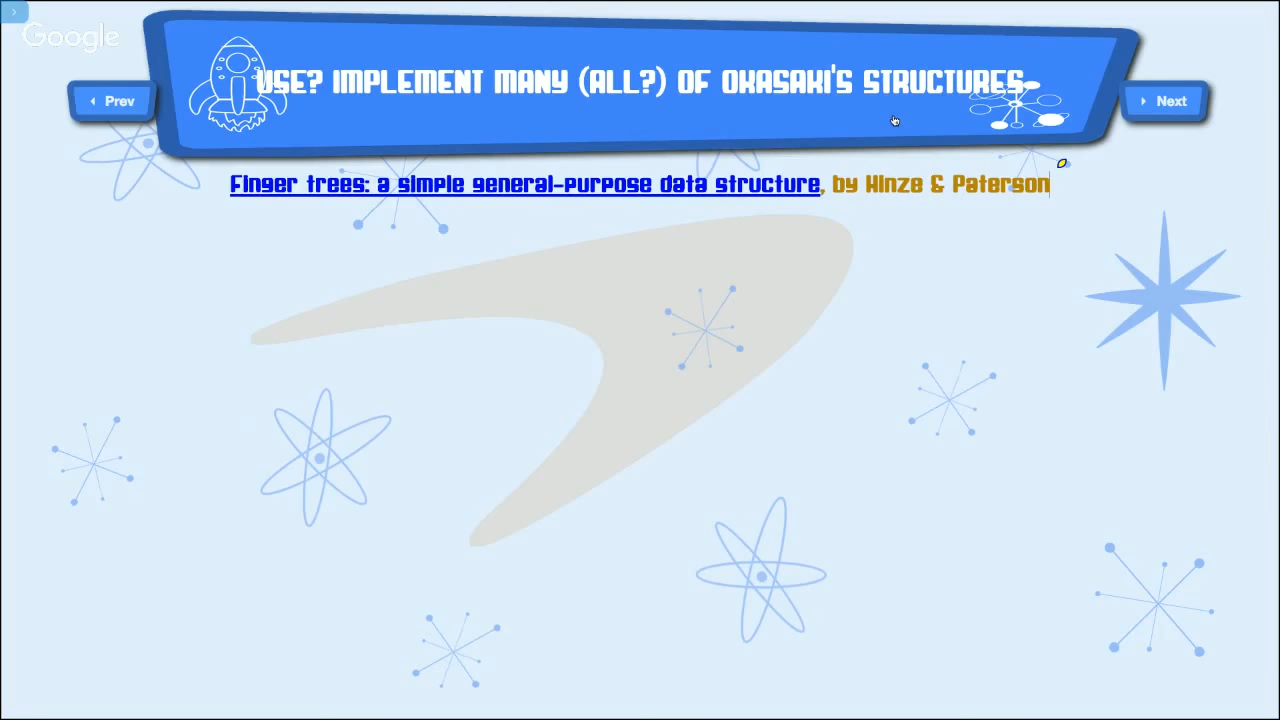 Google
USE? IMPLEMENT MANY (ALL?) OF OKASAKI'S STRUCTURES
Prev
Next
Finger trees: a simple general-purpose data structure, by Hinze & Paterson